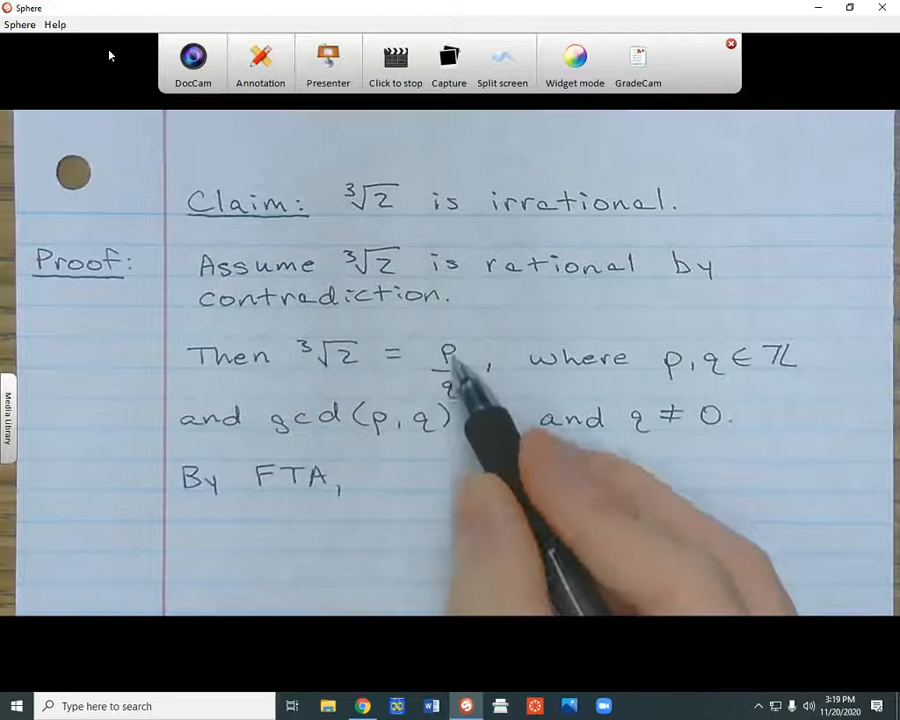 Sphere
Sphere Help
DocCam Annotation Presenter Click to stop Capture Split screen Widget mode GradeCam
Media Library
Claim: ∛2 is irrational.
Proof: Assume ∛2 is rational by
contradiction.
Then ∛2 = p/q, where p,q ∈ ℤ
and gcd(p,q) and q ≠ 0.
By FTA,
Type here to search
3:19 PM
11/20/2020